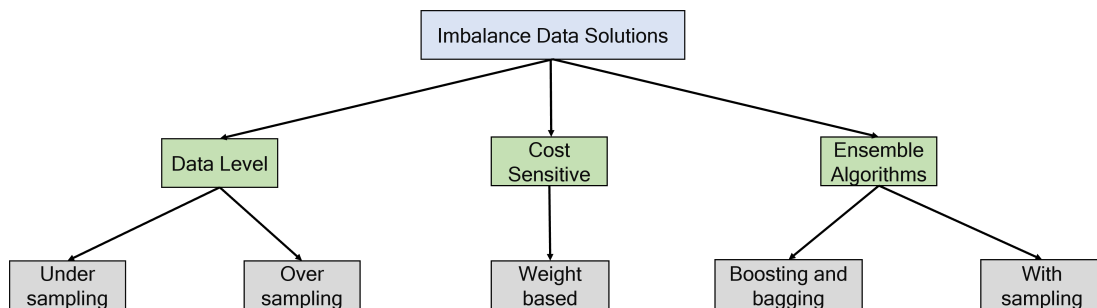 Imbalance Data Solutions
Data Level
Cost
Sensitive
Ensemble
Algorithms
Under
sampling
Over
sampling
Weight
based
Boosting and
bagging
With
sampling